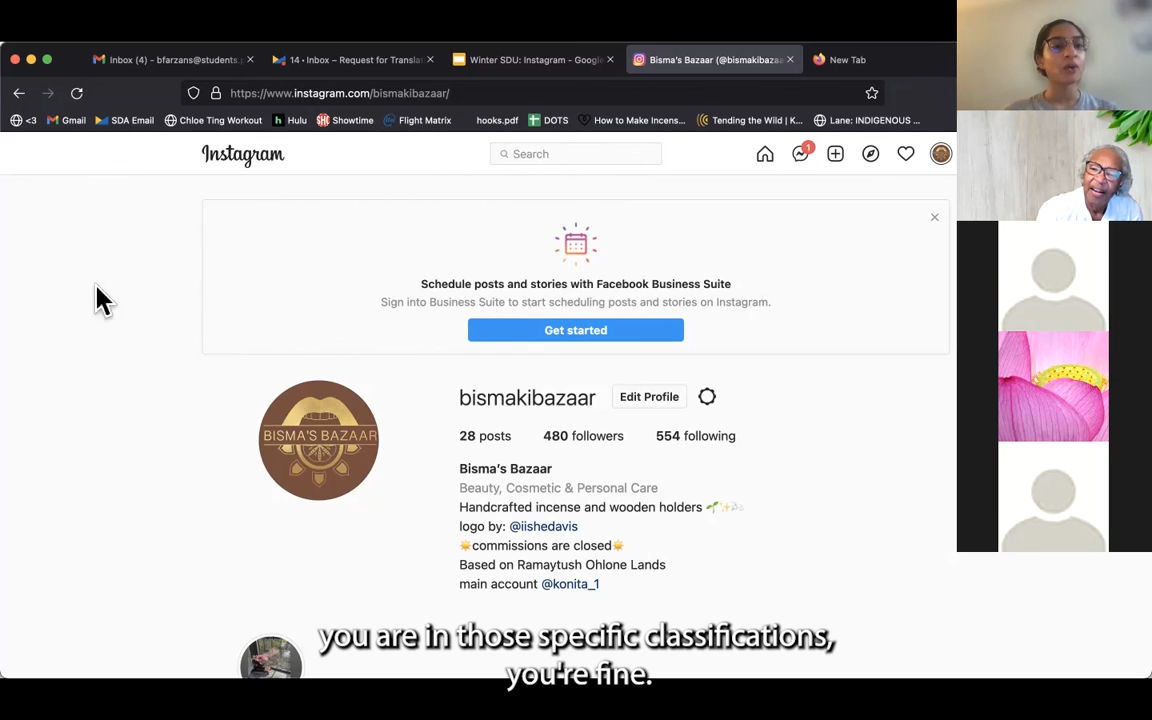 Inbox (4) - bfarzans@students.
14 · Inbox – Request for Transla
Winter SDU: Instagram - Google
Bisma's Bazaar (@bismakibazaa
New Tab
https://www.instagram.com/bismakibazaar/
<3
Gmail
SDA Email
Chloe Ting Workout
Hulu
Showtime
Flight Matrix
hooks.pdf
DOTS
How to Make Incens...
Tending the Wild | K...
Lane: INDIGENOUS ...
Instagram
Search
1
Schedule posts and stories with Facebook Business Suite
Sign into Business Suite to start scheduling posts and stories on Instagram.
Get started
BISMA'S BAZAAR
bismakibazaar
Edit Profile
28 posts 480 followers 554 following
Bisma's Bazaar
Beauty, Cosmetic & Personal Care
Handcrafted incense and wooden holders 🌱✨🌬
logo by: @iishedavis
☀️commissions are closed☀️
Based on Ramaytush Ohlone Lands
main account @konita_1
you are in those specific classifications,
you're fine.